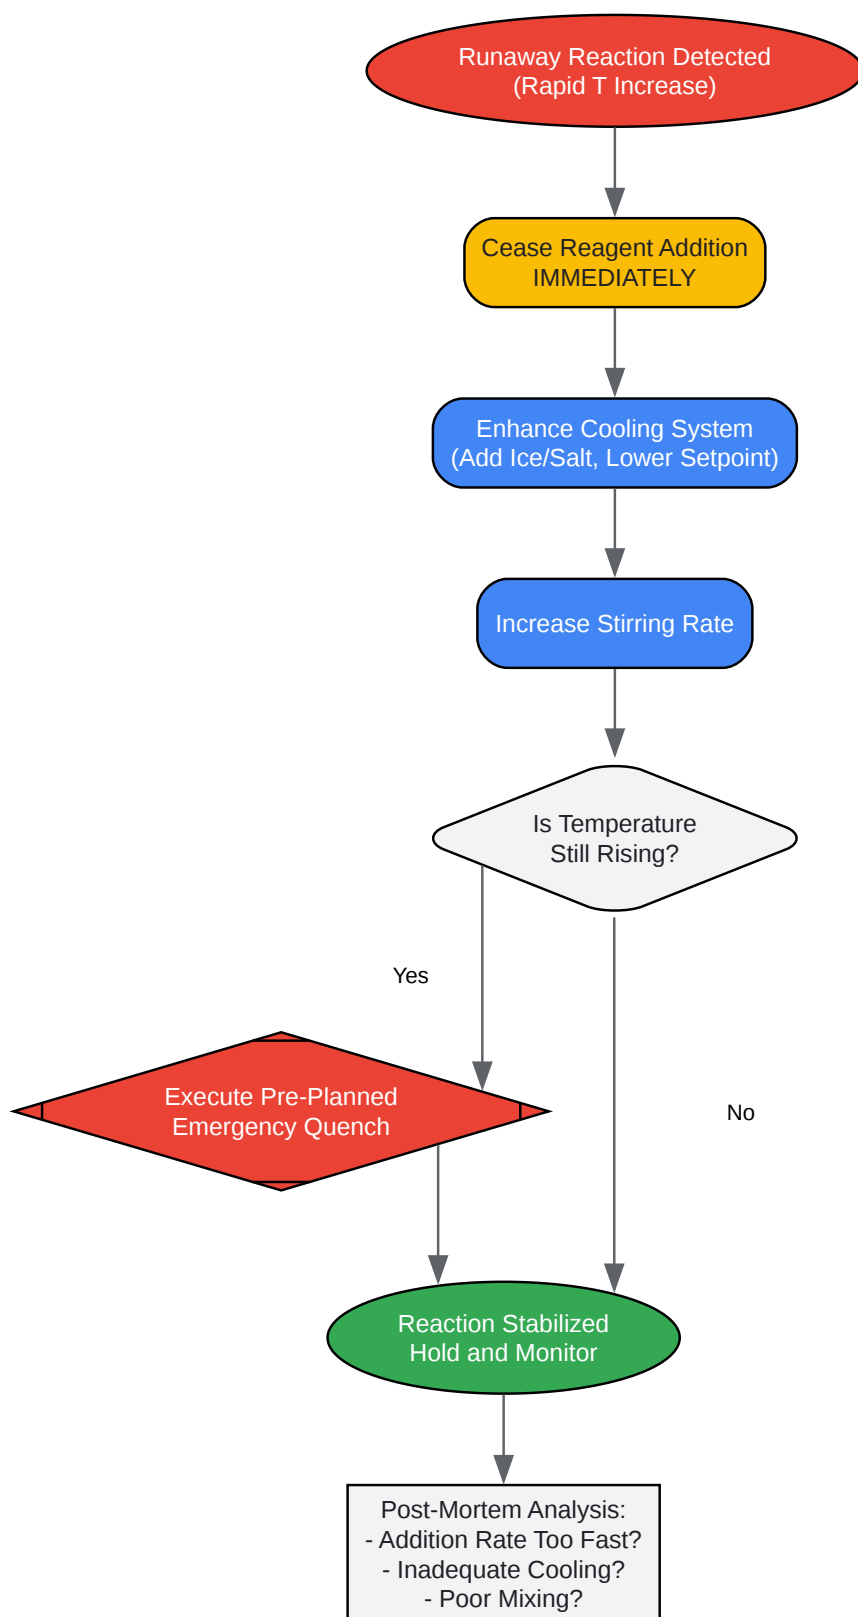 Runaway Reaction Detected
(Rapid T Increase)
Cease Reagent Addition
IMMEDIATELY
Enhance Cooling System
(Add Ice/Salt, Lower Setpoint)
Increase Stirring Rate
Is Temperature
Still Rising?
Yes
Execute Pre-Planned
Emergency Quench
No
Reaction Stabilized
Hold and Monitor
Post-Mortem Analysis:
- Addition Rate Too Fast?
- Inadequate Cooling?
- Poor Mixing?